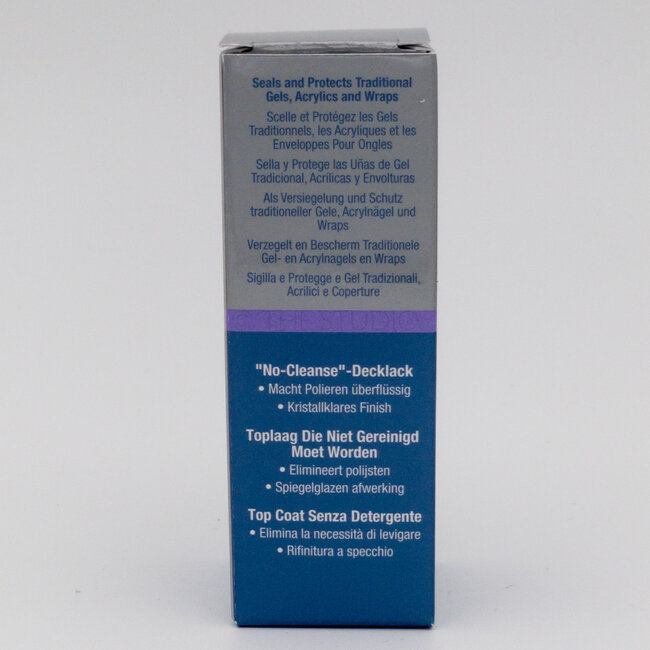 Seals and Protects Traditional
Gels, Acrylics and Wraps
Scelle et Protégez les Gels
Traditionnels, les Acryliques et les
Enveloppes Pour Ongles
Sella y Protege las Uñas de Gel
Tradicional, Acrilicas y Envolturas
Als Versiegelung und Schutz
traditioneller Gele, Acrylnägel und
Wraps
Verzegelt en Bescherm Traditionele
Gel- en Acrylnagels en Wraps
Sigilla e Protegge e Gel Tradizionali,
Acrilici e Coperture
© THE STUDIO
"No-Cleanse"-Decklack
• Macht Polieren überflüssig
• Kristallklares Finish
Toplaag Die Niet Gereinigd
Moet Worden
• Elimineert polijsten
• Spiegelglazen afwerking
Top Coat Senza Detergente
• Elimina la necessità di levigare
• Rifinitura a specchio